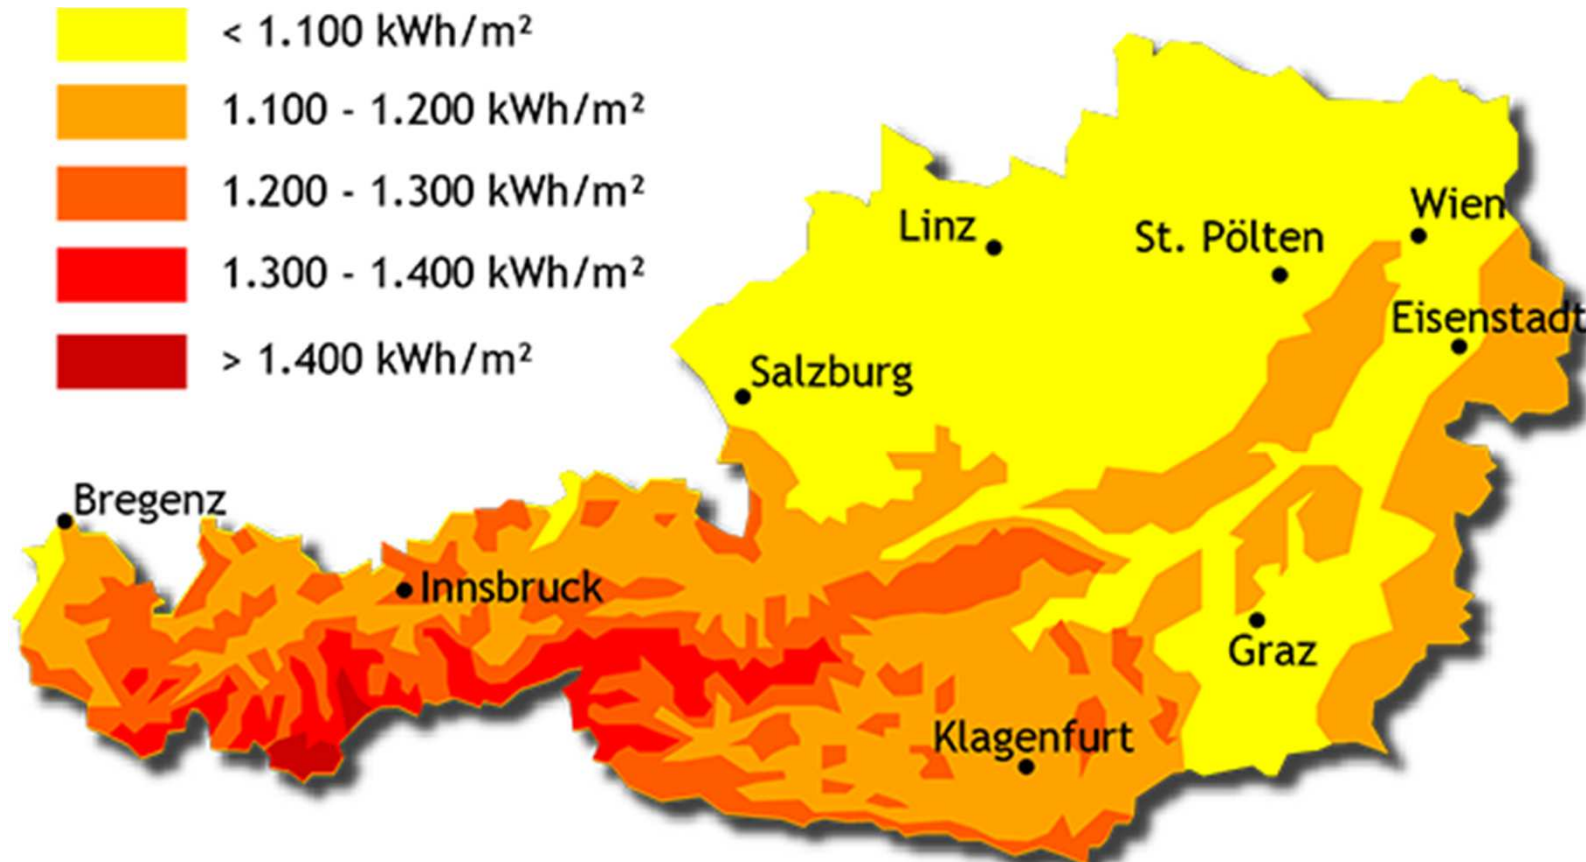 < 1.100 kWh/m²
1.100 - 1.200 kWh/m²
1.200 - 1.300 kWh/m²
1.300 - 1.400 kWh/m²
> 1.400 kWh/m²
Wien
Linz
St. Pölten
Eisenstadt
Salzburg
Bregenz
Innsbruck
Graz
Klagenfurt